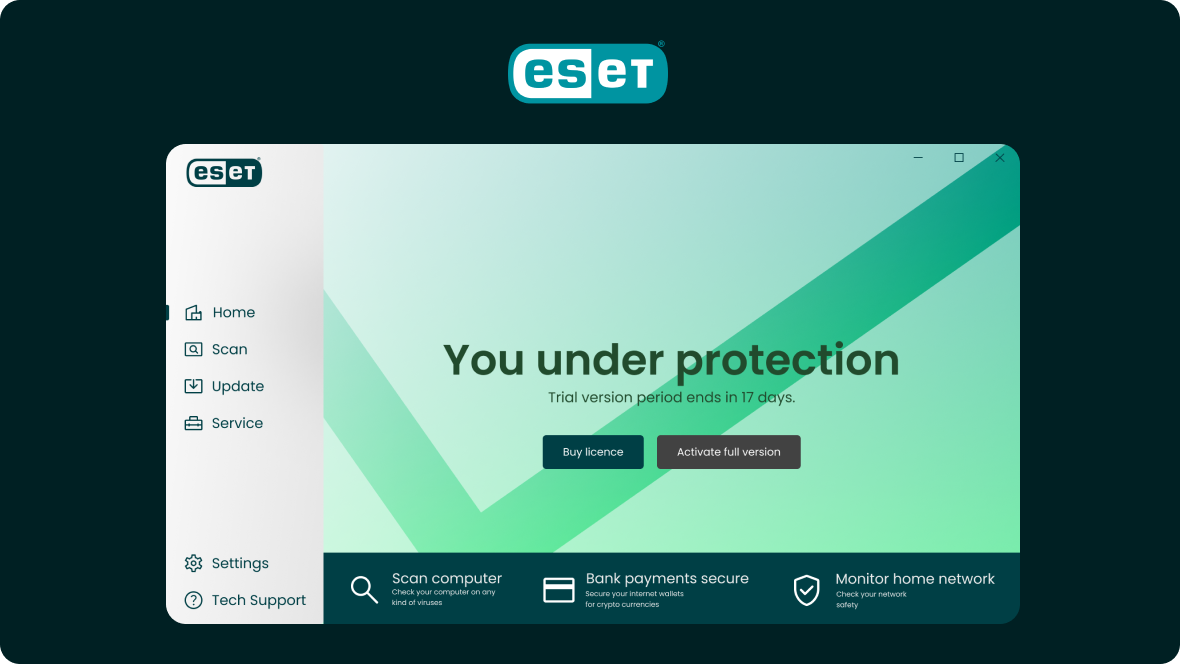 eseT®
eseT
Home
Scan
Update
Service
Settings
Tech Support
You under protection
Trial version period ends in 17 days.
Buy licence
Activate full version
Scan computer
Check your computer on any
kind of viruses
Bank payments secure
Secure your internet wallets
for crypto currencies
Monitor home network
Check your network
safety